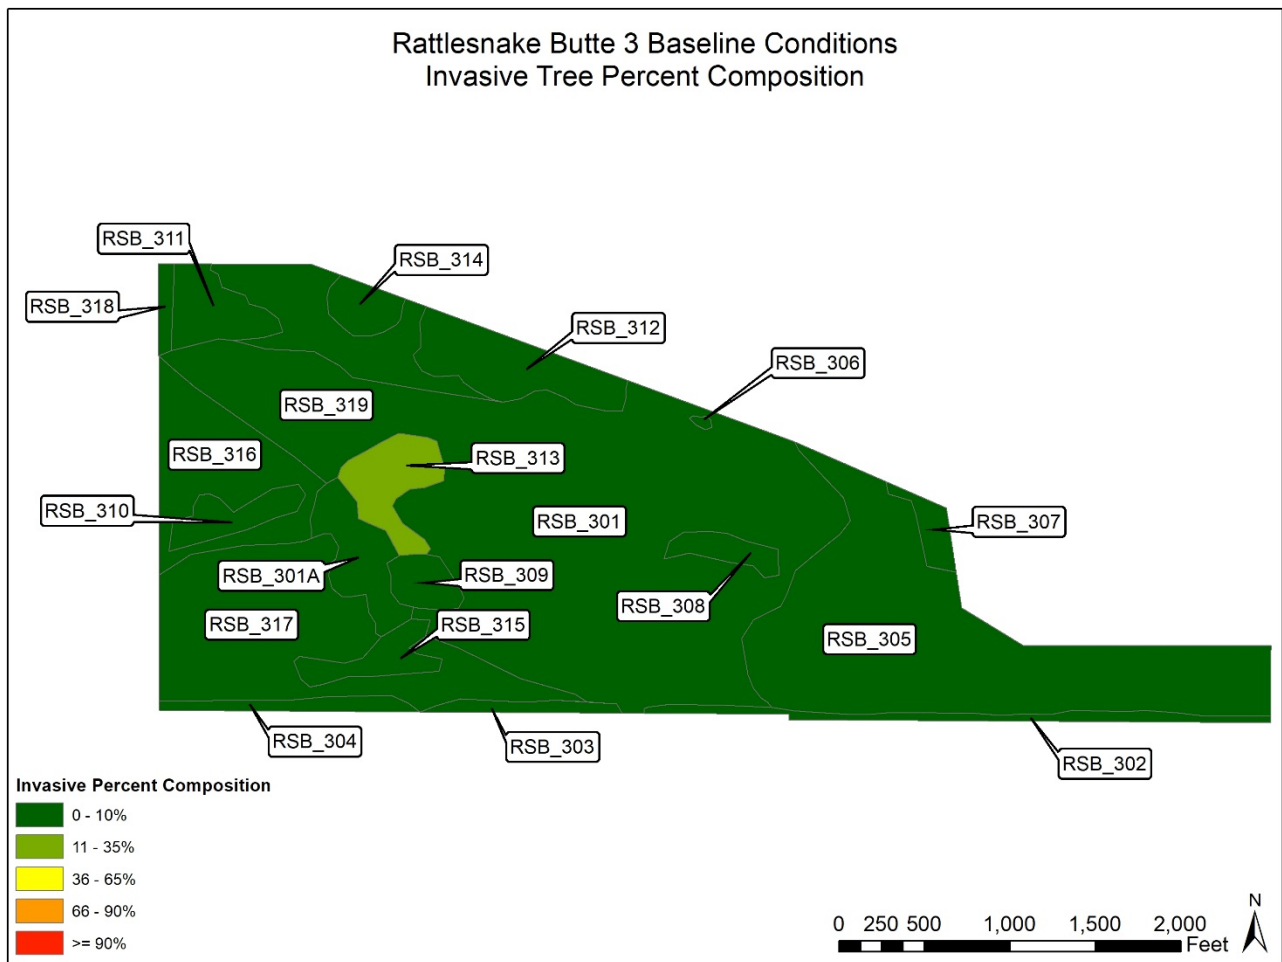 Rattlesnake Butte 3 Baseline Conditions
Invasive Tree Percent Composition
RSB_311
RSB_314
RSB_318
RSB_312
RSB_306
RSB_319
RSB_316
RSB_313
RSB_310
RSB_301
RSB_307
RSB_301A
RSB_309
RSB_308
RSB_317
RSB_315
RSB_305
RSB_304
RSB_303
RSB_302
Invasive Percent Composition
0 - 10%
11 - 35%
36 - 65%
66 - 90%
>= 90%
N
0 250 500 1,000 1,500 2,000
Feet